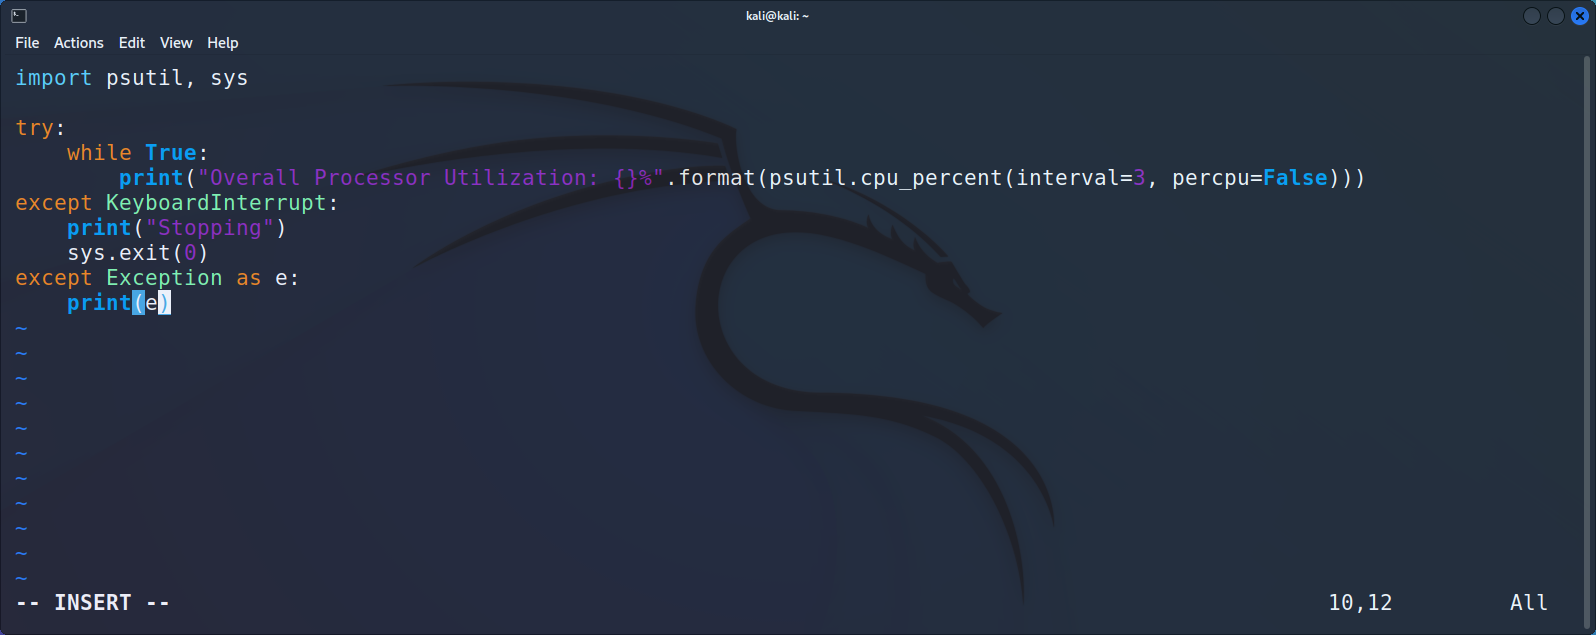 kali@kali: ~
File Actions Edit View Help
import psutil, sys
try:
    while True:
        print("Overall Processor Utilization: {}%".format(psutil.cpu_percent(interval=3, percpu=False)))
except KeyboardInterrupt:
    print("Stopping")
    sys.exit(0)
except Exception as e:
    print(e)
~
~
~
~
~
~
~
~
~
~
~
-- INSERT -- 10,12 All